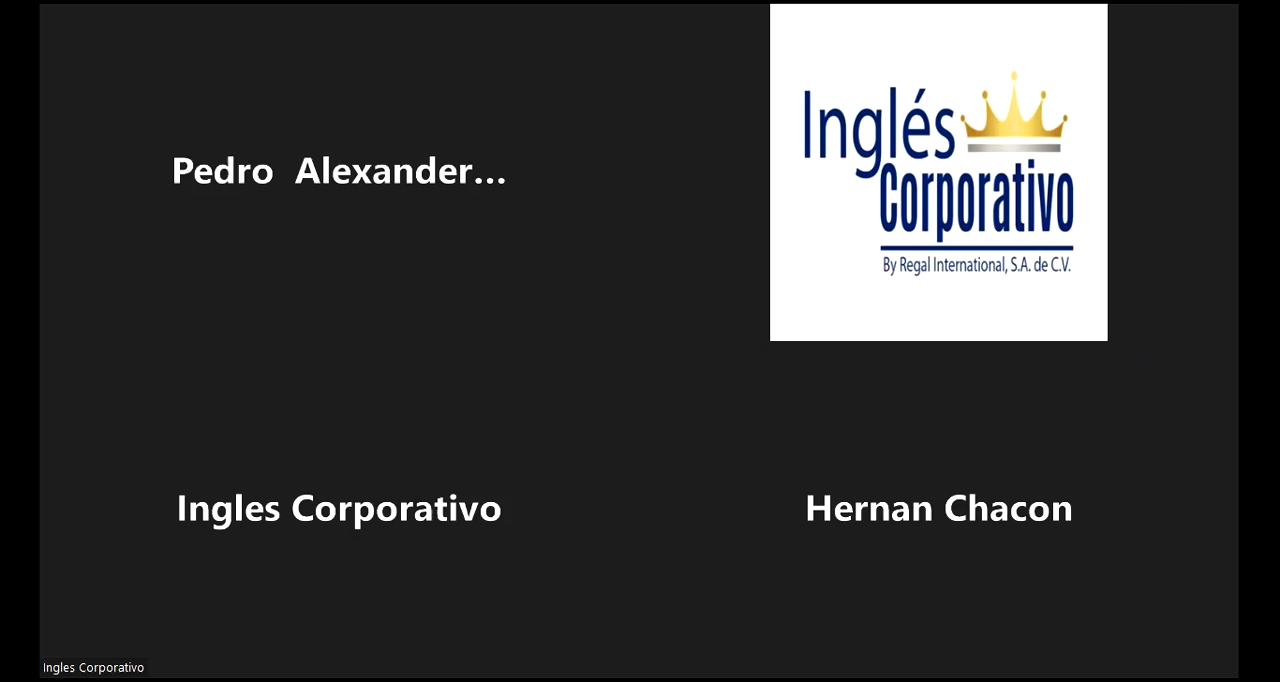 Pedro  Alexander...
Inglés
Corporativo
By Regal International, S.A. de C.V.
Ingles Corporativo
Hernan Chacon
Ingles Corporativo